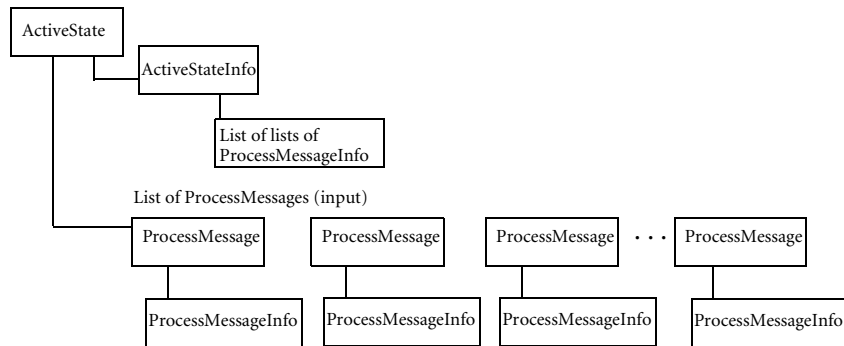 ActiveState
ActiveStateInfo
List of lists of
ProcessMessageInfo
List of ProcessMessages (input)
ProcessMessage ProcessMessage ProcessMessage . . . ProcessMessage
ProcessMessageInfo ProcessMessageInfo ProcessMessageInfo ProcessMessageInfo